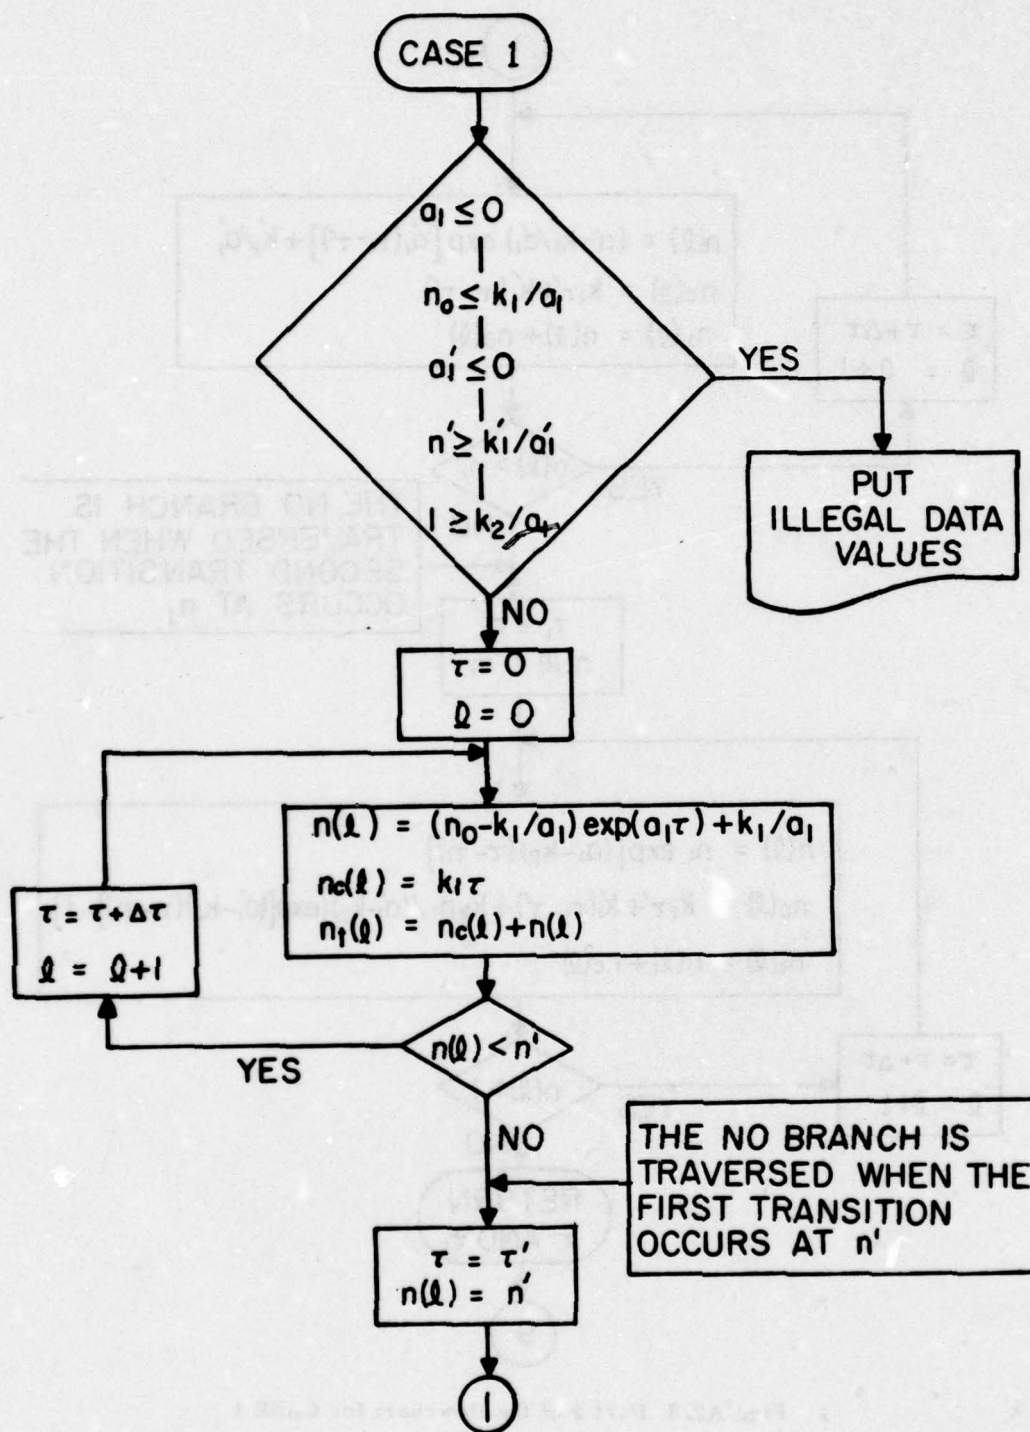 CASE 1
a₁ ≤ 0
|
n₀ ≤ k₁/a₁
|
a₁' ≤ 0
|
n' ≥ k₁'/a₁'
|
1 ≥ k₂/a₊
YES
PUT
ILLEGAL DATA
VALUES
NO
τ = 0
ℓ = 0
n(ℓ) = (n₀-k₁/a₁) exp(a₁τ)+k₁/a₁
nc(ℓ) = k₁τ
n₁(ℓ) = nc(ℓ)+n(ℓ)
τ = τ+Δτ
ℓ = ℓ+1
n(ℓ) < n'
YES
NO
THE NO BRANCH IS
TRAVERSED WHEN THE
FIRST TRANSITION
OCCURS AT n'
τ = τ'
n(ℓ) = n'
1